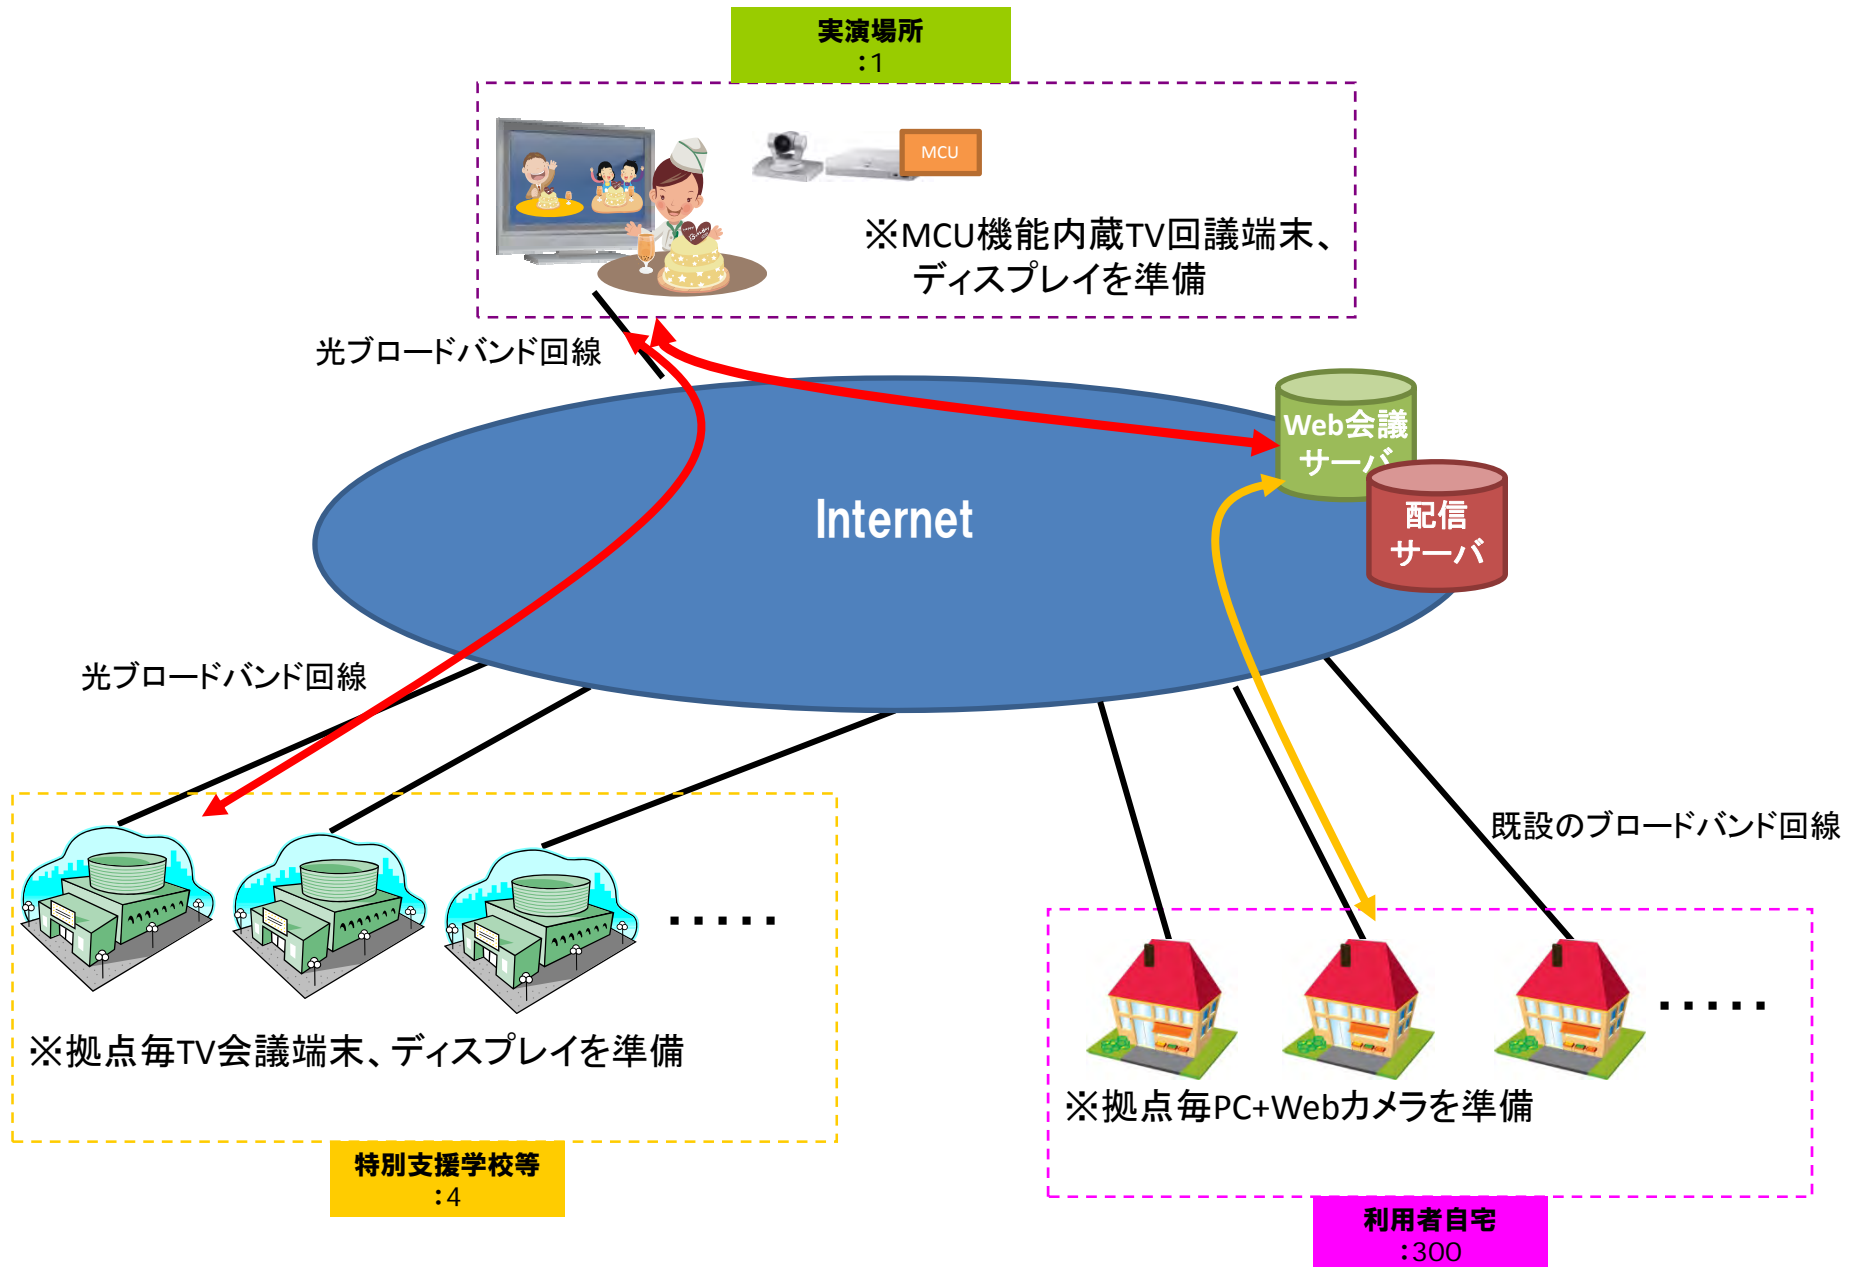 実演場所
：1
MCU
※MCU機能内蔵TV回議端末、
ディスプレイを準備
光ブロードバンド回線
Web会議
サーバ
配信
サーバ
Internet
光ブロードバンド回線
既設のブロードバンド回線
・・・・・
※拠点毎TV会議端末、ディスプレイを準備
特別支援学校等
：4
・・・・・
※拠点毎PC+Webカメラを準備
利用者自宅
：300